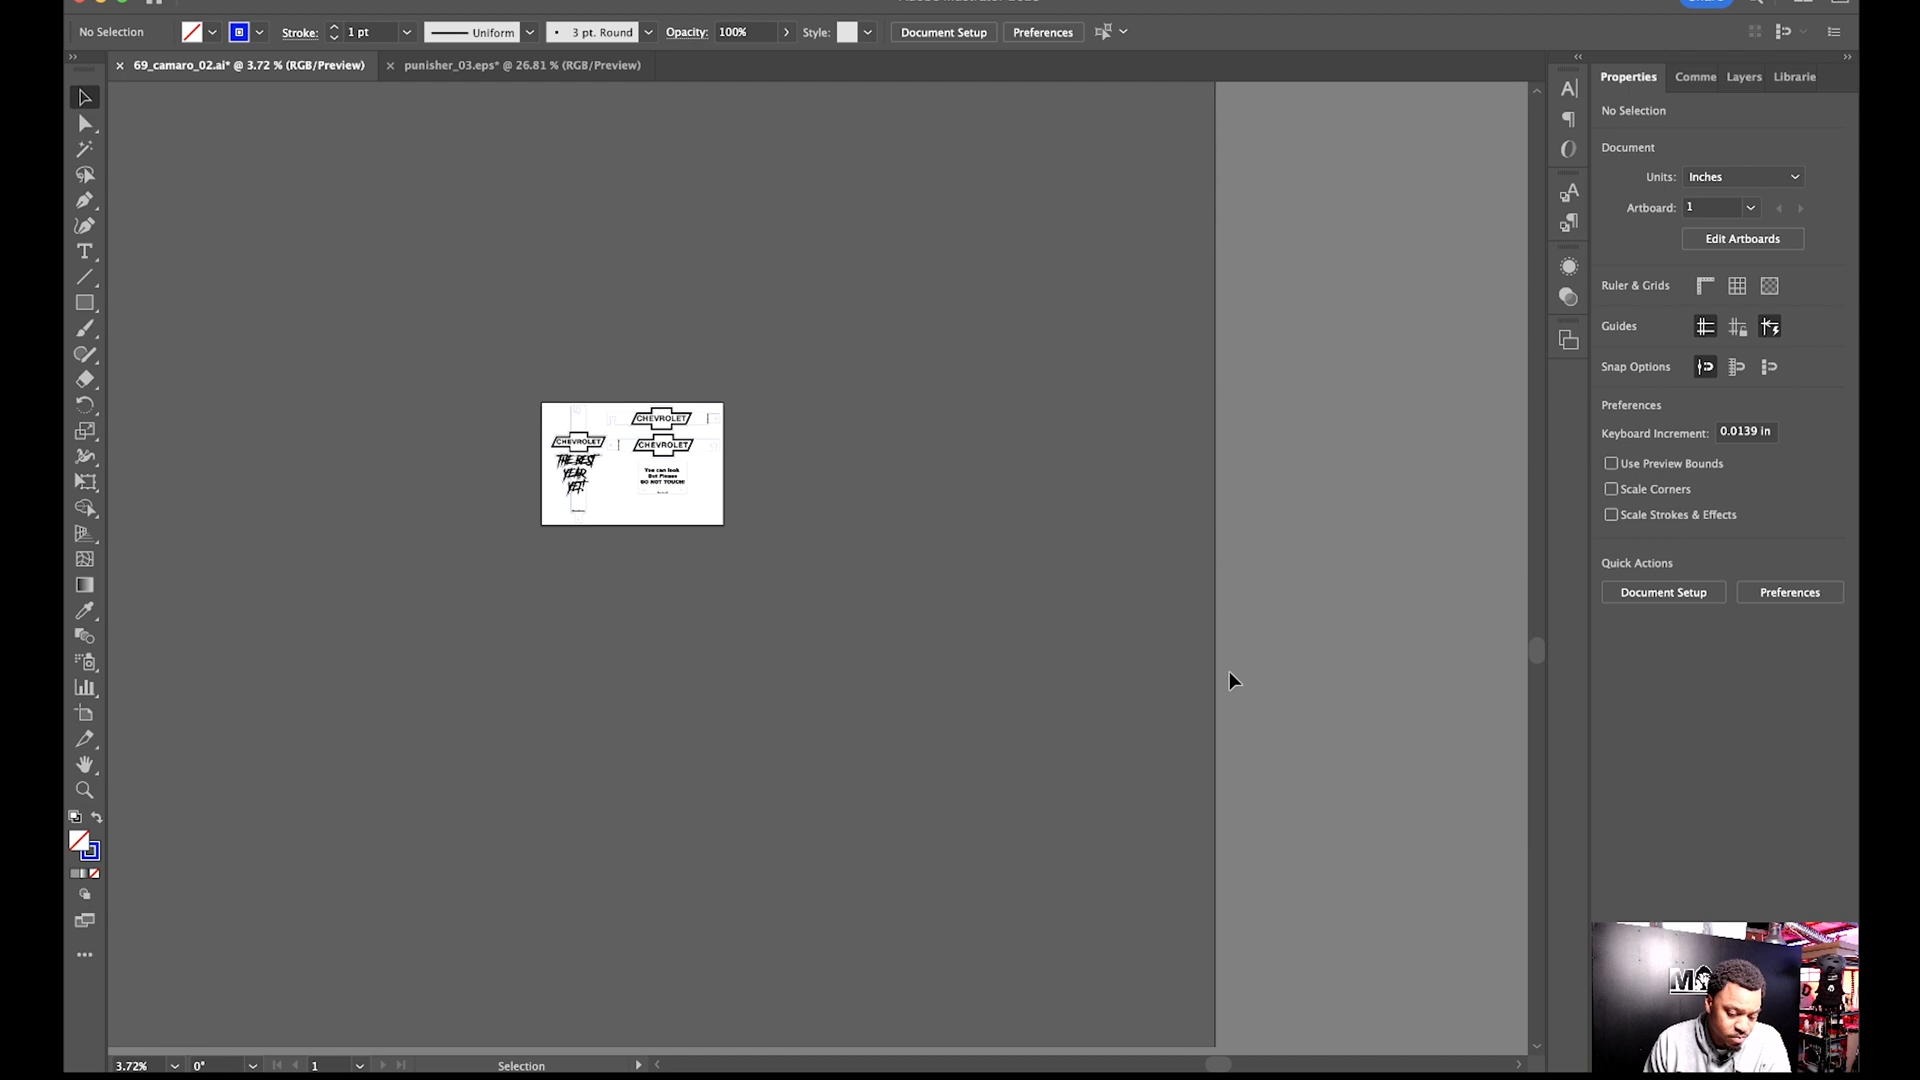 No Selection
Stroke:
1 pt
Uniform
3 pt. Round
Opacity:
100%
Style:
Document Setup
Preferences
69_camaro_02.ai* @ 3.72 % (RGB/Preview)
punisher_03.eps* @ 26.81 % (RGB/Preview)
Properties
Comme
Layers
Librarie
No Selection
Document
Units:
Inches
Artboard:
1
Edit Artboards
Ruler & Grids
Guides
Snap Options
Preferences
Keyboard Increment:
0.0139 in
Use Preview Bounds
Scale Corners
Scale Strokes & Effects
Quick Actions
Document Setup
Preferences
CHEVROLET
CHEVROLET
CHEVROLET
THE BEST
YEAR
YET!
You can look
But Please
DO NOT TOUCH!
3.72%
0°
1
Selection